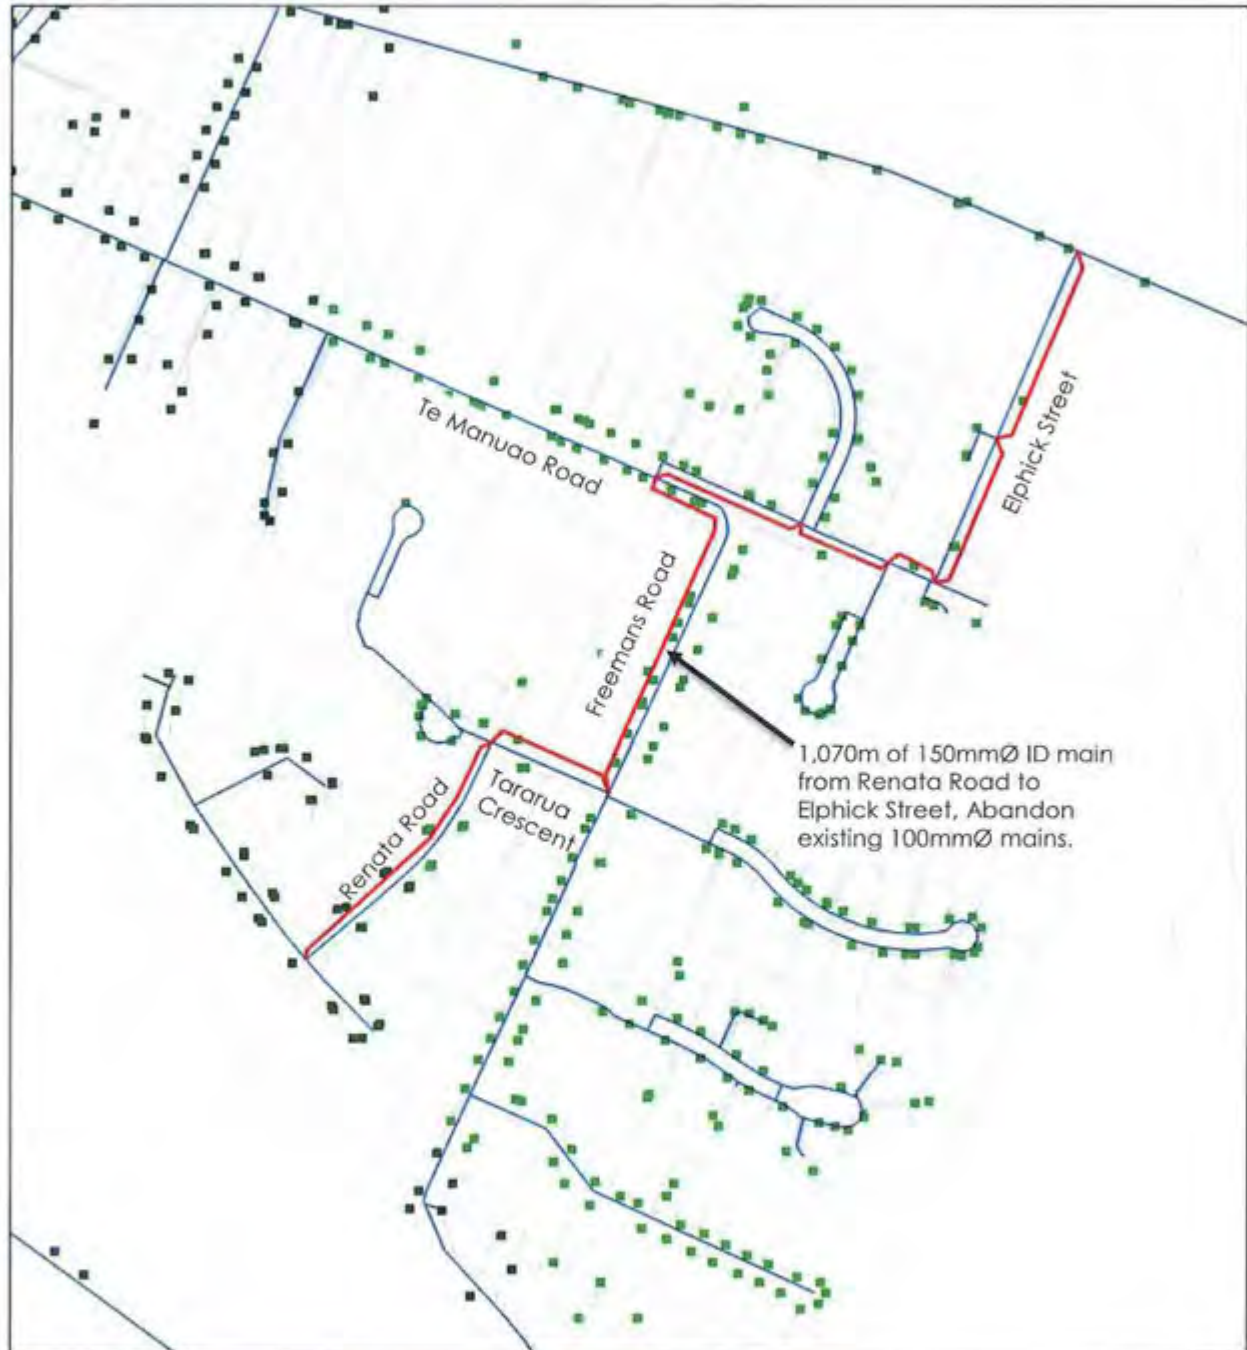 Te Manuao Road
Elphick Street
Freemans Road
1,070m of 150mmØ ID main
from Renata Road to
Elphick Street, Abandon
existing 100mmØ mains.
Tararua
Crescent
Renata Road